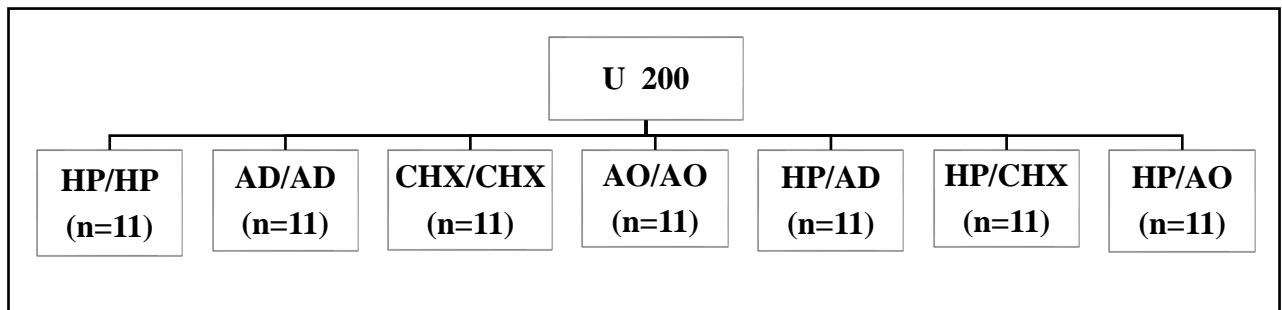 U 200
HP/HP
(n=11)
AD/AD
(n=11)
CHX/CHX
(n=11)
AO/AO
(n=11)
HP/AD
(n=11)
HP/CHX
(n=11)
HP/AO
(n=11)